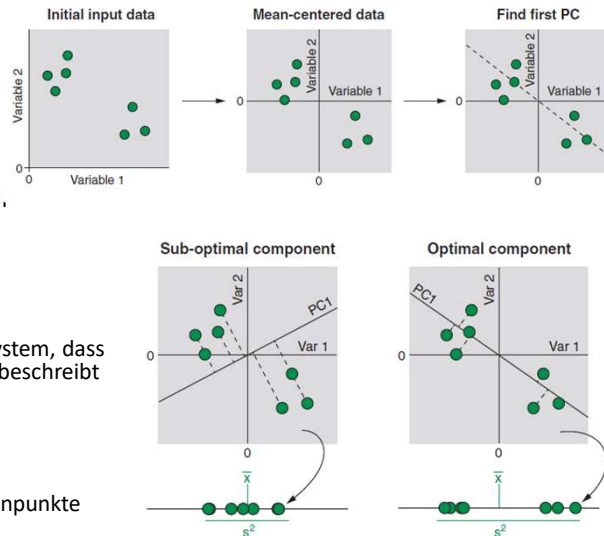 Initial input data
Mean-centered data
Find first PC
Variable 2
0
0
Variable 1
Variable 2
Variable 1
0
0
Variable 2
Variable 1
0
0
Sub-optimal component
Optimal component
Var 2
PC1
Var 1
0
0
Var 2
PC1
Var 1
0
0
ystem, dass
beschreibt
x̅
s²
x̅
s²
npunkte